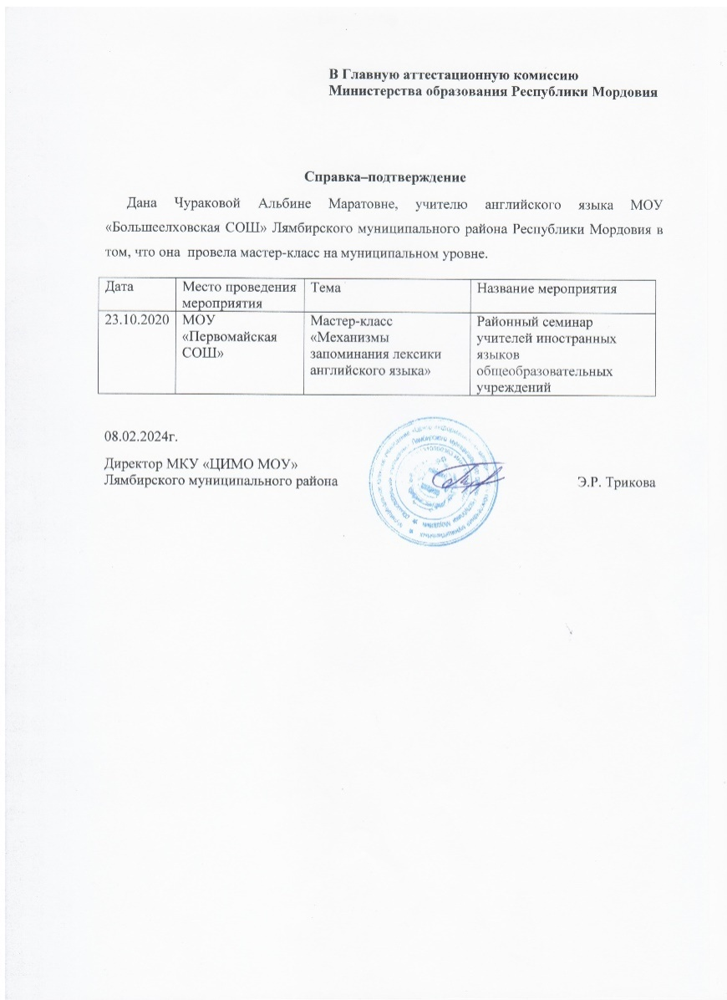 В Главную аттестационную комиссию
Министерства образования Республики Мордовия
Справка–подтверждение
Дана Чураковой Альбине Маратовне, учителю английского языка МОУ
«Большеелховская СОШ» Лямбирского муниципального района Республики Мордовия в
том, что она провела мастер-класс на муниципальном уровне.
Дата
Место проведения
мероприятия
Тема
Название мероприятия
23.10.2020
МОУ
«Первомайская
СОШ»
Мастер-класс
«Механизмы
запоминания лексики
английского языка»
Районный семинар
учителей иностранных
языков
общеобразовательных
учреждений
08.02.2024г.
Директор МКУ «ЦИМО МОУ»
Лямбирского муниципального района
Э.Р. Трикова